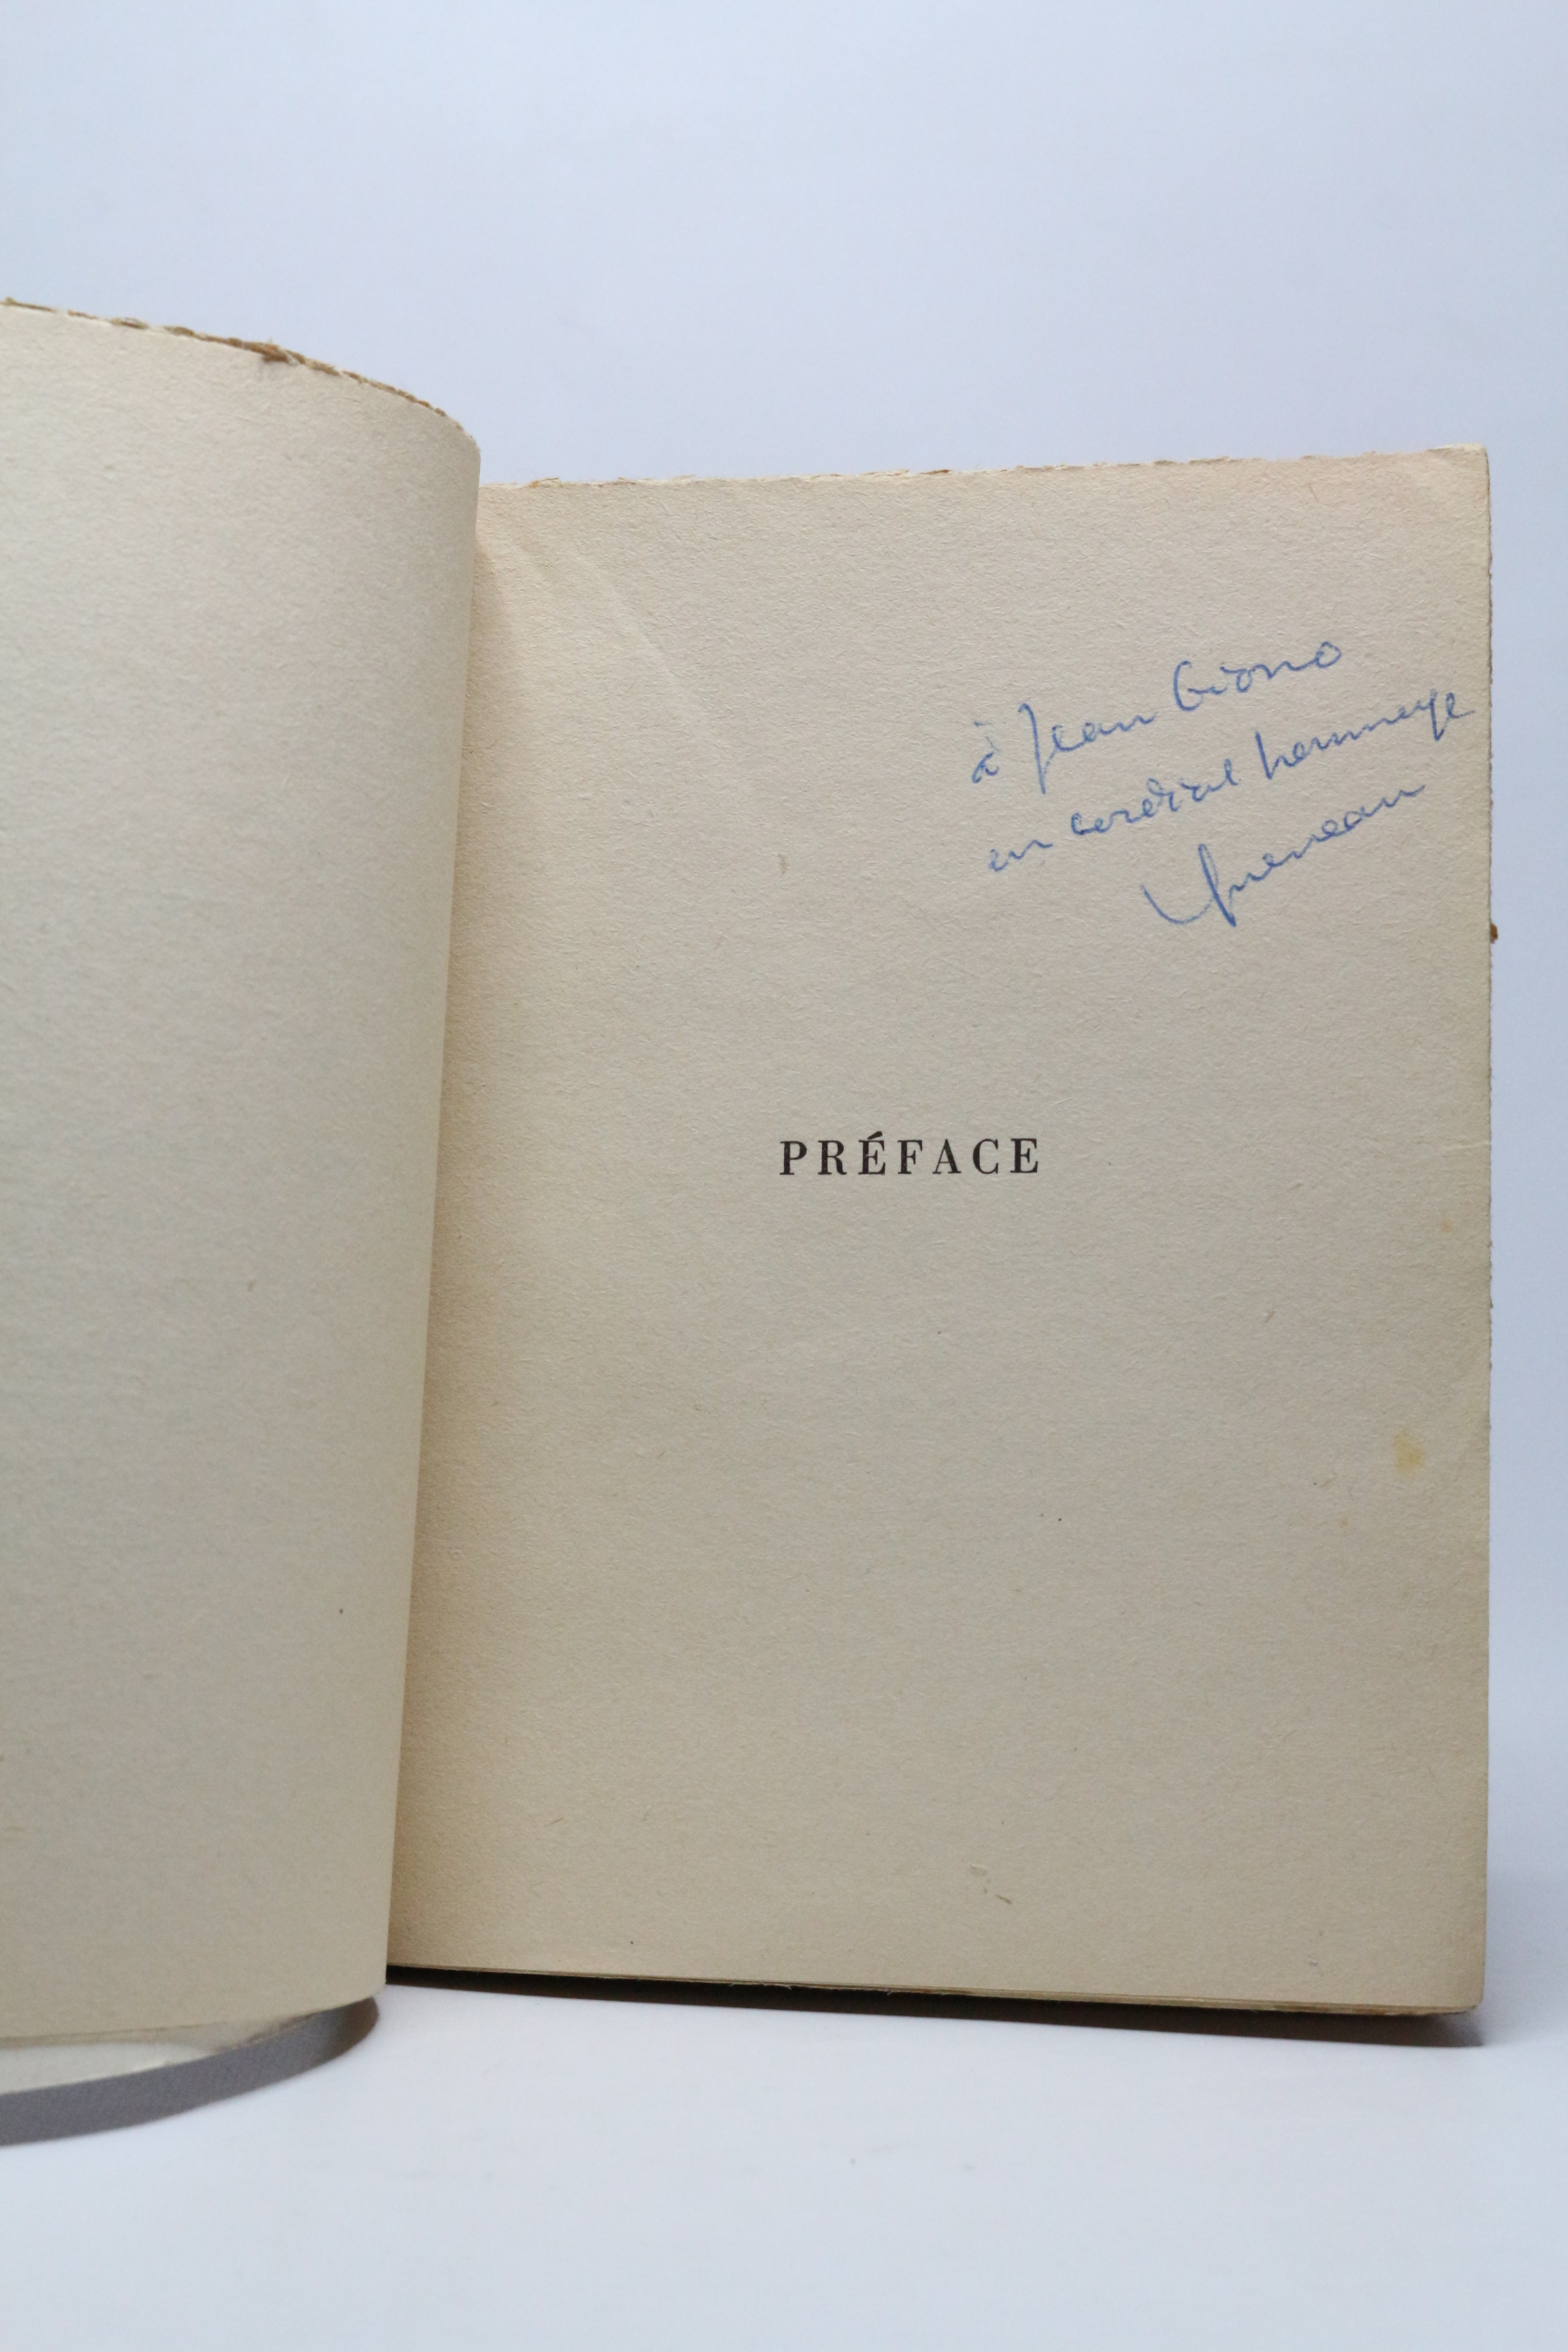 à Jean Giono
en cordial hommage
Queneau
PRÉFACE